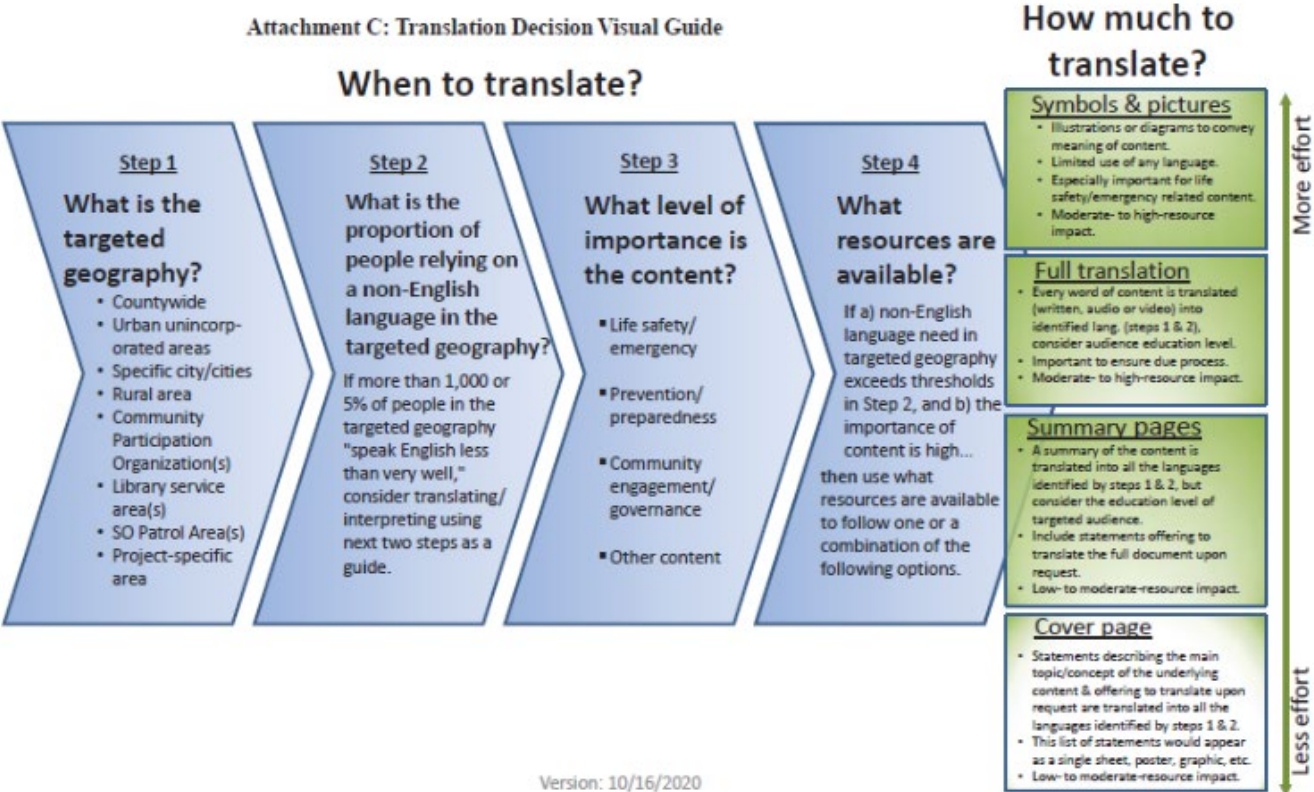 Attachment C: Translation Decision Visual Guide
When to translate?
Step 1
What is the
targeted
geography?
• Countywide
• Urban unincorp-
orated areas
• Specific city/cities
• Rural area
• Community
Participation
Organization(s)
• Library service
area(s)
• SO Patrol Area(s)
• Project-specific
area
Step 2
What is the
proportion of
people relying on
a non-English
language in the
targeted geography?
If more than 1,000 or
5% of people in the
targeted geography
"speak English less
than very well,"
consider translating/
interpreting using
next two steps as a
guide.
Step 3
What level of
importance is
the content?
▪ Life safety/
emergency
▪ Prevention/
preparedness
▪ Community
engagement/
governance
▪ Other content
Step 4
What
resources are
available?
If a) non-English
language need in
targeted geography
exceeds thresholds
in Step 2, and b) the
importance of
content is high...
then use what
resources are available
to follow one or a
combination of the
following options.
How much to
translate?
Symbols & pictures
• Illustrations or diagrams to convey
meaning of content.
• Limited use of any language.
• Especially important for life
safety/emergency related content.
• Moderate- to high-resource
impact.
Full translation
• Every word of content is translated
(written, audio or video) into
identified lang. (steps 1 & 2),
consider audience education level.
• Important to ensure due process.
• Moderate- to high-resource impact.
Summary pages
• A summary of the content is
translated into all the languages
identified by steps 1 & 2, but
consider the education level of
targeted audience.
• Include statements offering to
translate the full document upon
request.
• Low- to moderate-resource impact.
Cover page
• Statements describing the main
topic/concept of the underlying
content & offering to translate upon
request are translated into all the
languages identified by steps 1 & 2.
• This list of statements would appear
as a single sheet, poster, graphic, etc.
• Low- to moderate-resource impact.
More effort
Less effort
Version: 10/16/2020